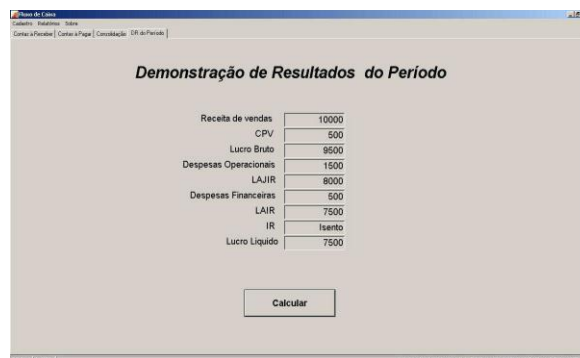 Fluxo de Caixa
Cadastro Relatórios Sobre
Contas à Receber Contas à Pagar Consolidação DR do Período
Demonstração de Resultados do Período
Receita de vendas 10000
CPV 500
Lucro Bruto 9500
Despesas Operacionais 1500
LAJIR 8000
Despesas Financeiras 500
LAIR 7500
IR Isento
Lucro Liquido 7500
Calcular